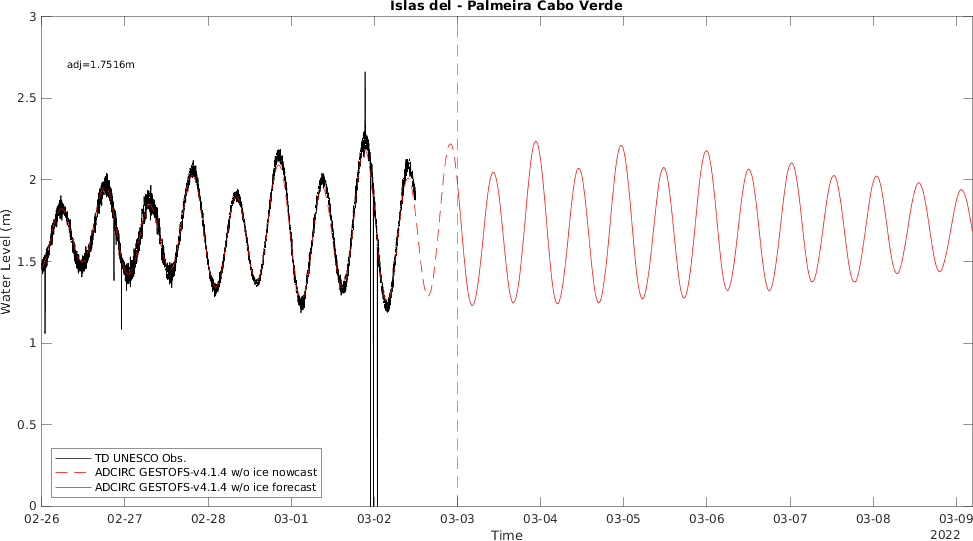 Islas del - Palmeira Cabo Verde
3
adj=1.7516m
2.5
2
1.5
1
0.5
0
Water Level (m)
TD UNESCO Obs.
ADCIRC GESTOFS-v4.1.4 w/o ice nowcast
ADCIRC GESTOFS-v4.1.4 w/o ice forecast
02-26 02-27 02-28 03-01 03-02 03-03 03-04 03-05 03-06 03-07 03-08 03-09
Time
2022